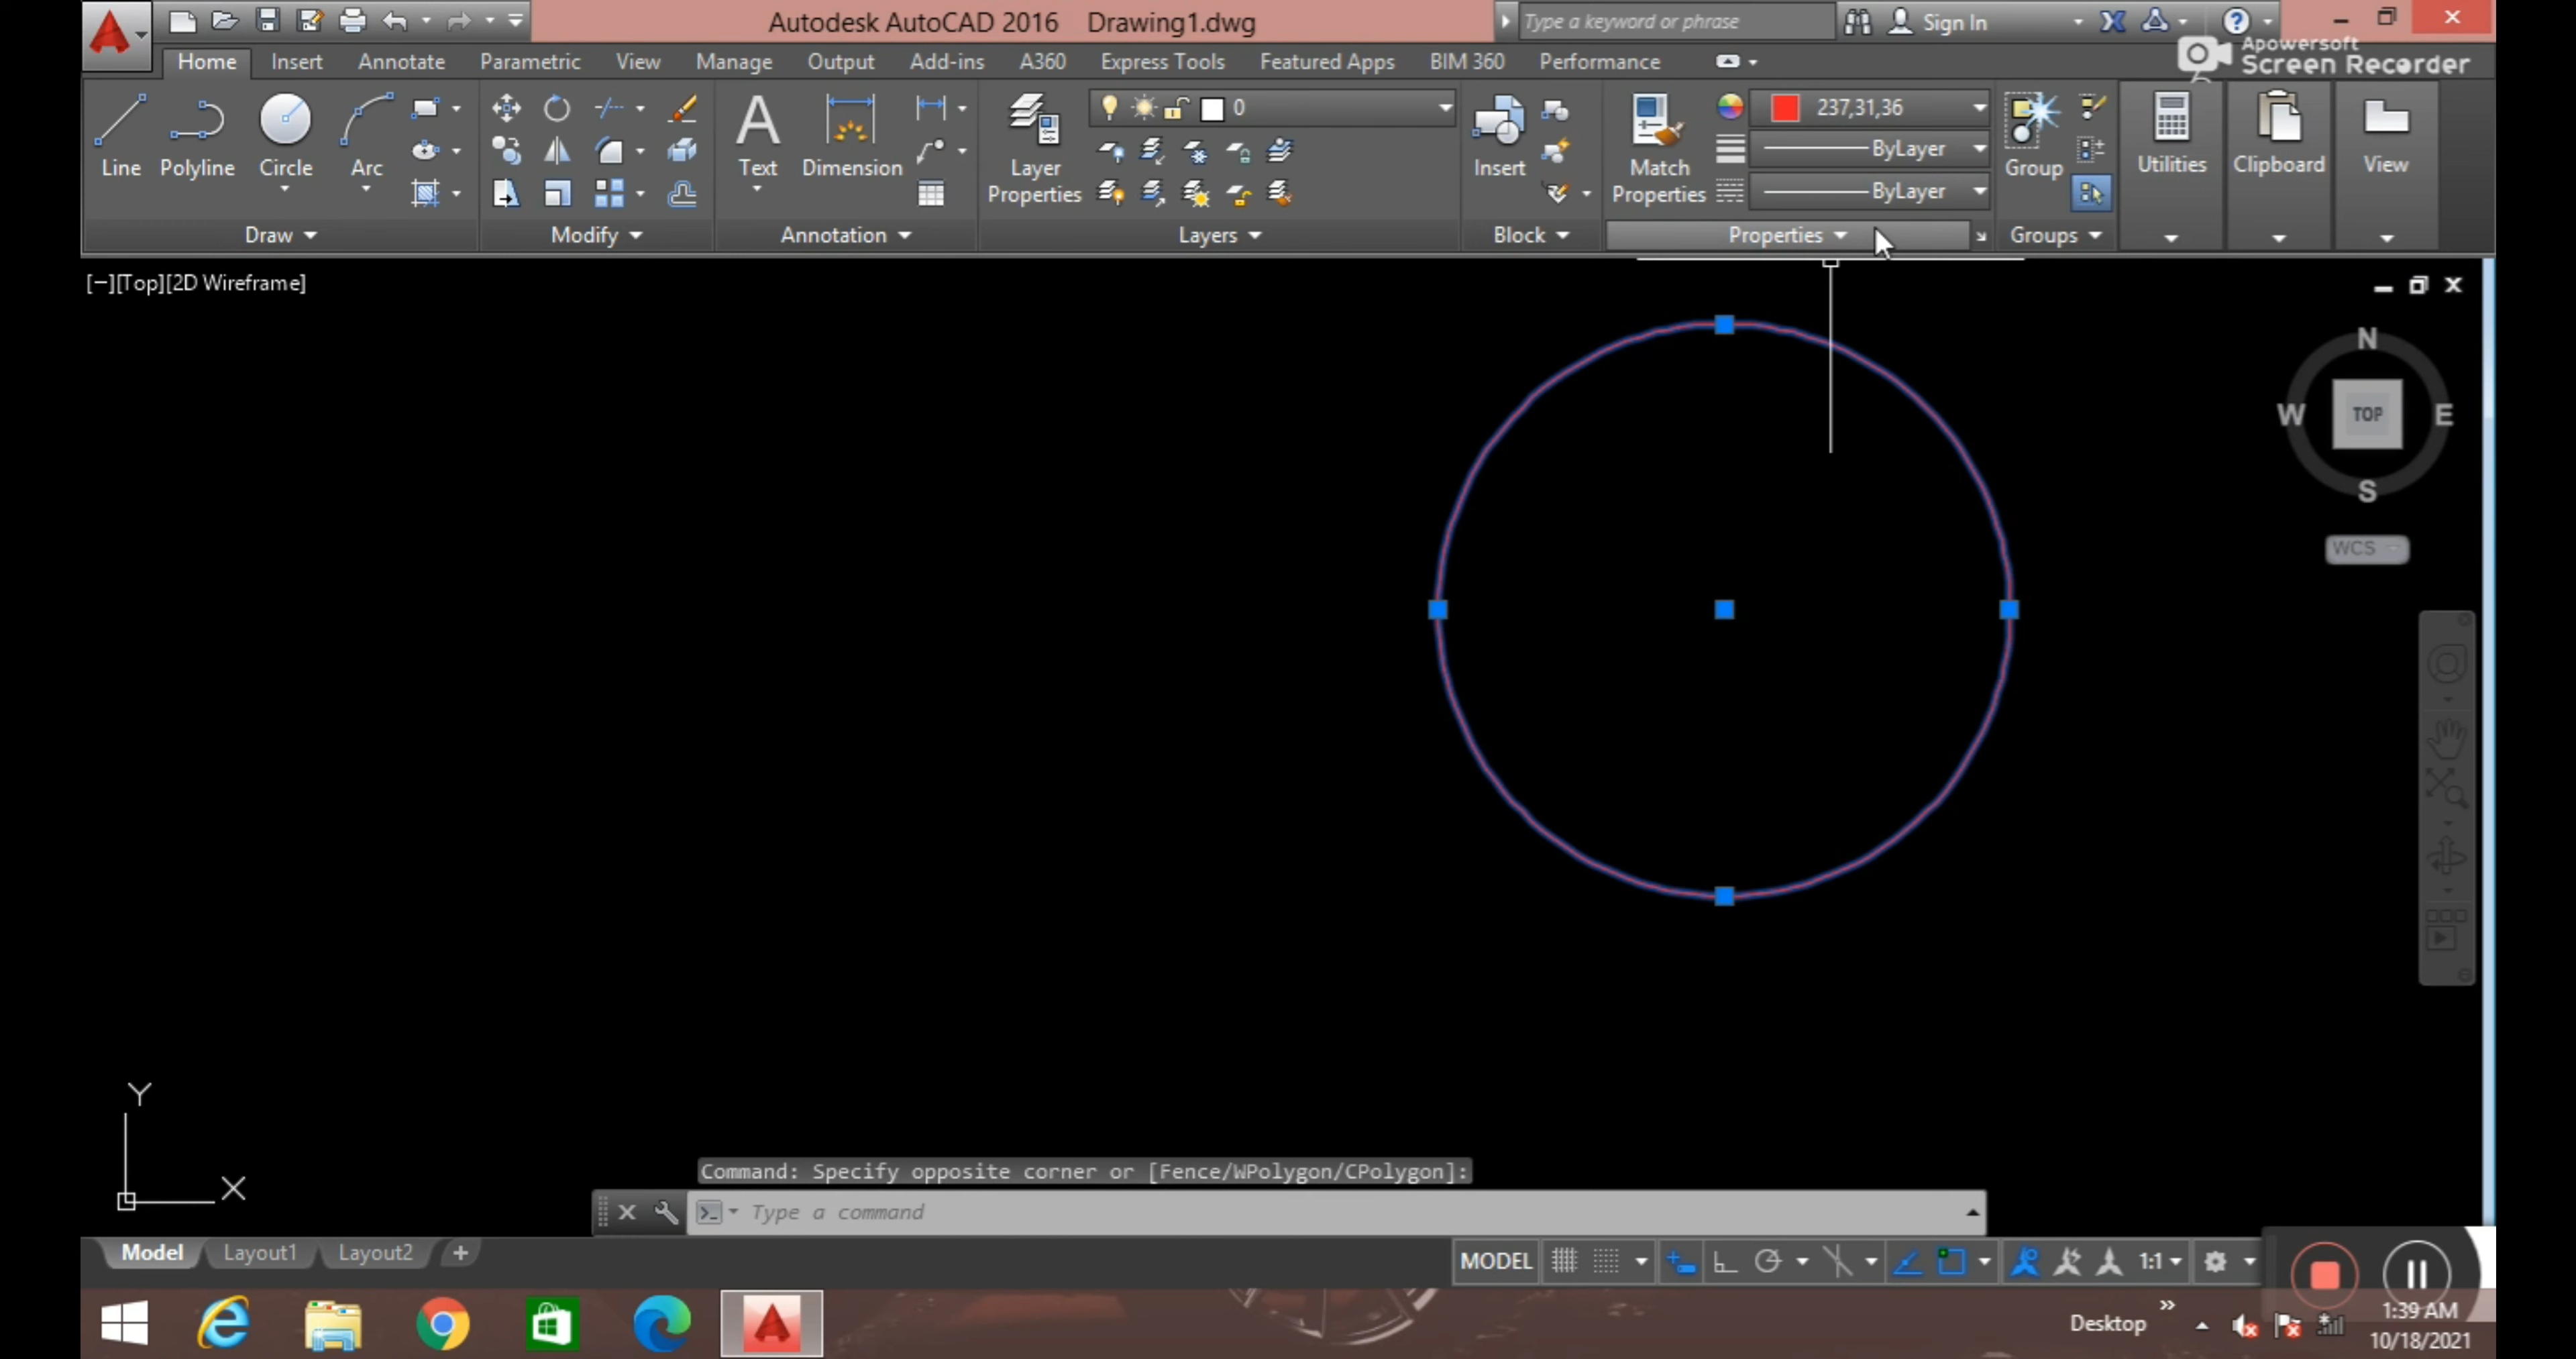 Autodesk AutoCAD 2016 Drawing1.dwg
Type a keyword or phrase
Sign In
Apowersoft
Screen Recorder
Home Insert Annotate Parametric View Manage Output Add-ins A360 Express Tools Featured Apps BIM 360 Performance
0
237,31,36
ByLayer
ByLayer
Line Polyline Circle Arc
Text Dimension
Layer
Properties
Insert
Match
Properties
Group
Utilities Clipboard View
Draw Modify Annotation Layers Block Properties Groups
[−][Top][2D Wireframe]
N
W TOP E
S
WCS
Y
X
Command: Specify opposite corner or [Fence/WPolygon/CPolygon]:
Type a command
Model Layout1 Layout2 +
MODEL 1:1
Desktop
1:39 AM
10/18/2021